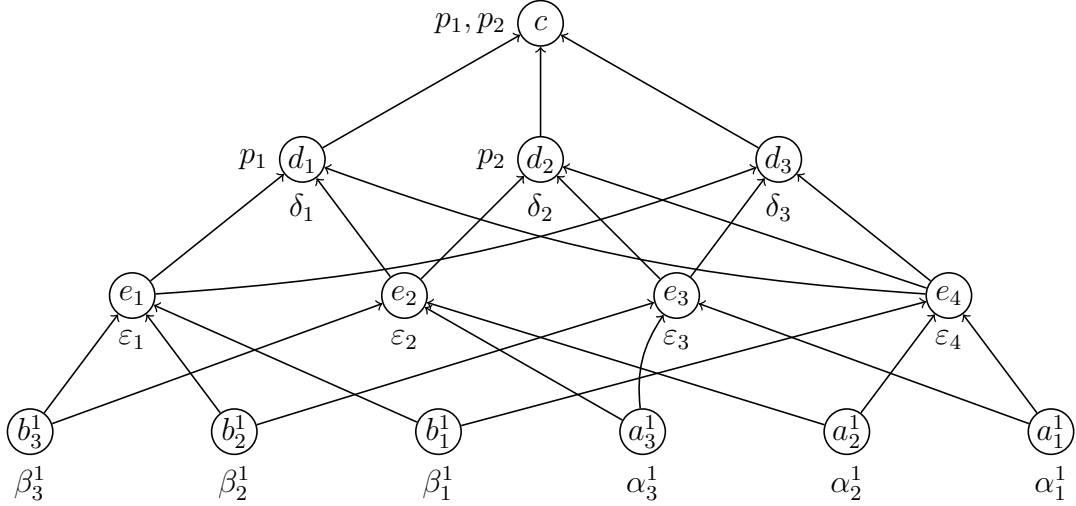 p₁, p₂ c
p₁ d₁ p₂ d₂ d₃
δ₁ δ₂ δ₃
e₁ e₂ e₃ e₄
ε₁ ε₂ ε₃ ε₄
b₃¹ b₂¹ b₁¹ a₃¹ a₂¹ a₁¹
β₃¹ β₂¹ β₁¹ α₃¹ α₂¹ α₁¹